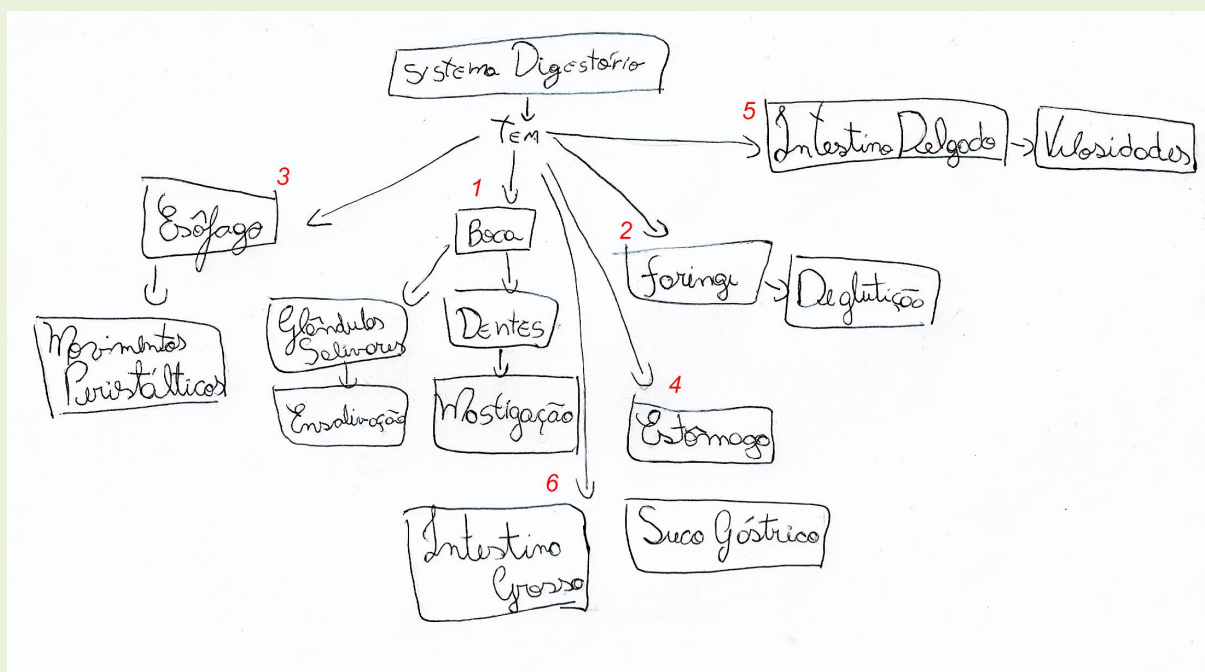 Sistema Digestório
TEM
5
Intestino Delgado
Vilosidades
3
Esôfago
1
Boca
2
faringe
Deglutição
Movimentos
Peristálticos
Glândulas
Salivares
Dentes
Ensalivação
Mastigação
4
Estômago
6
Intestino
Grosso
Suco Gástrico